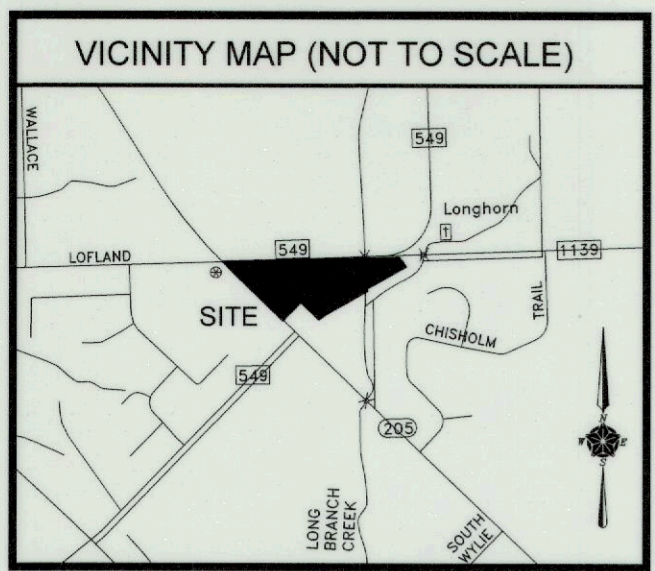 VICINITY MAP (NOT TO SCALE)
WALLACE
549
Longhorn
LOFLAND
549
1139
SITE
TRAIL
CHISHOLM
549
205
N
W E
S
LONG
BRANCH
CREEK
SOUTH
WYLIE